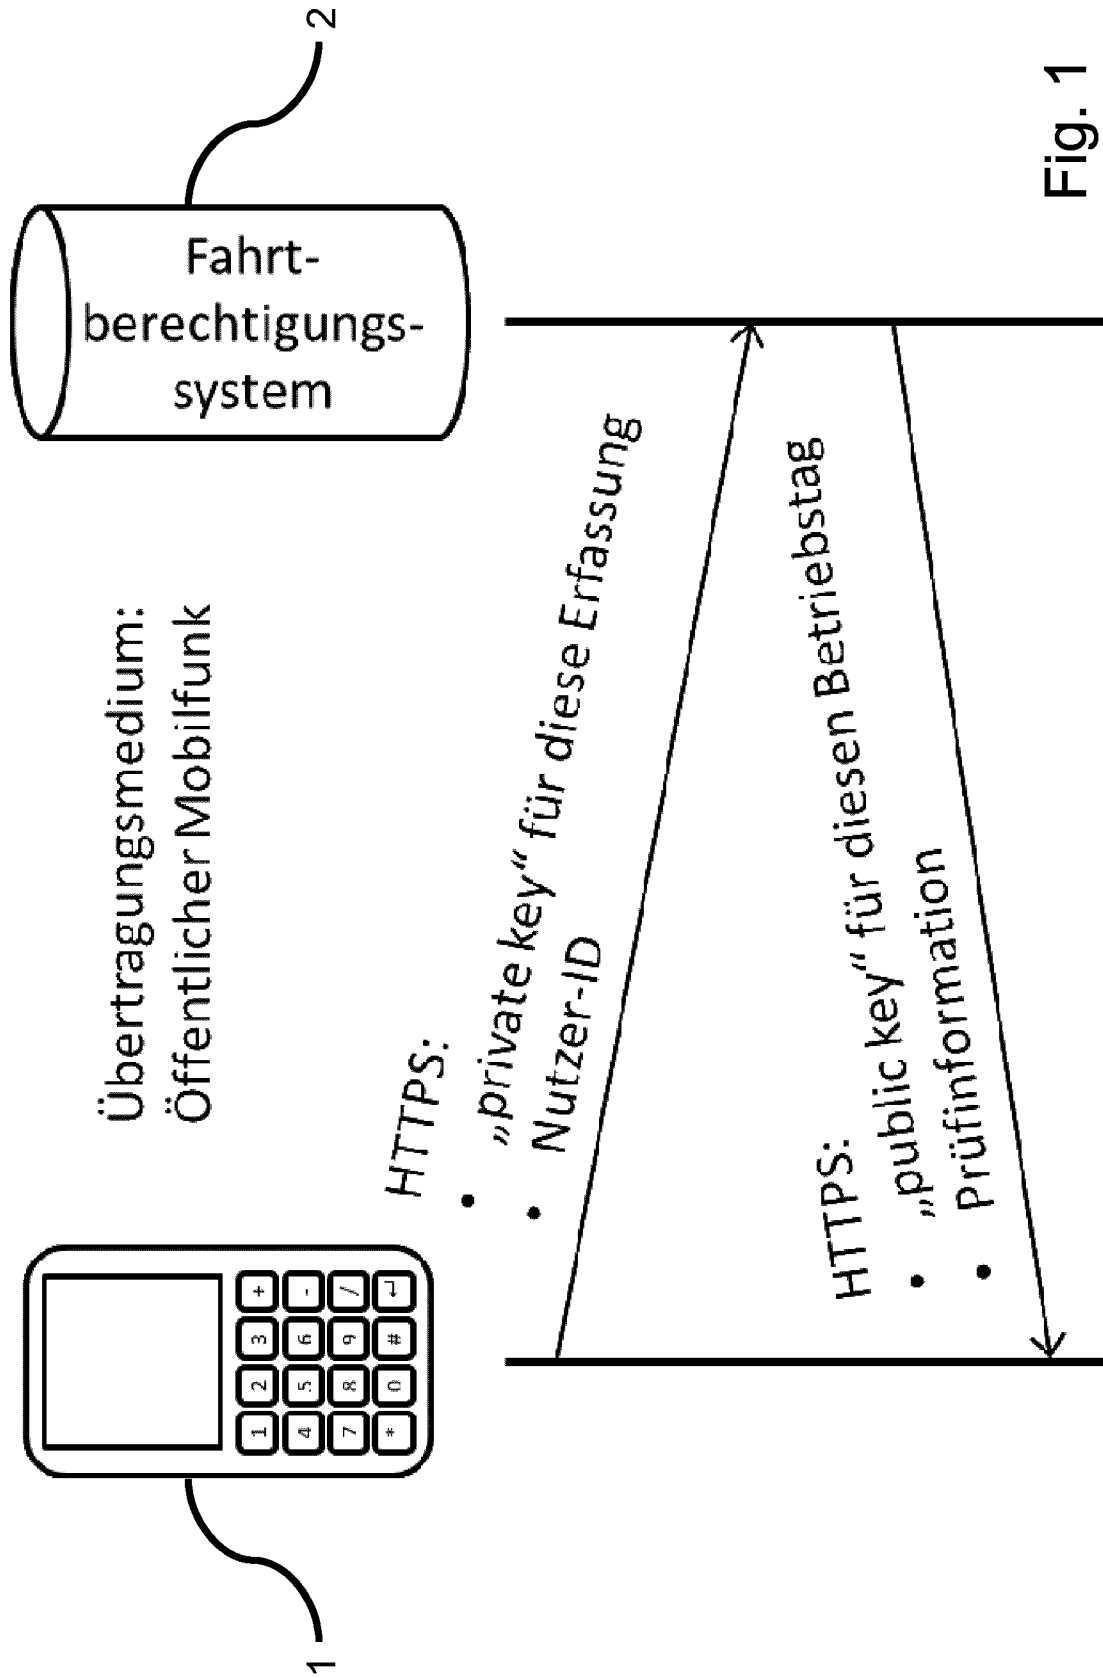 Übertragungsmedium:
Öffentlicher Mobilfunk
Fahrt-
berechtigungs-
system
1
2
1 2 3 +
4 5 6 -
7 8 9 /
* 0 # ↵
HTTPS:
• „private key“ für diese Erfassung
• Nutzer-ID
HTTPS:
• „public key“ für diesen Betriebstag
• Prüfinformation
Fig. 1